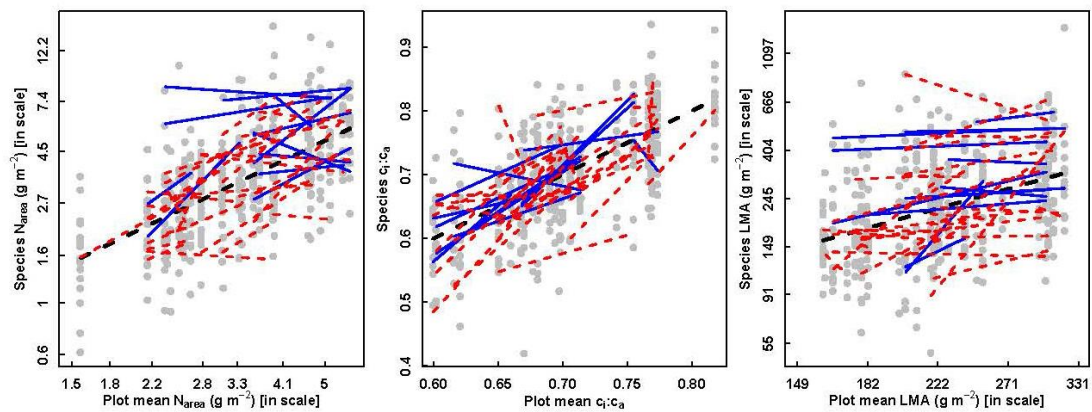 Species N_area (g m⁻²) [in scale]
12.2
7.4
4.5
2.7
1.6
1
0.6
1.5 1.8 2.2 2.8 3.3 4.1 5
Plot mean N_area (g m⁻²) [in scale]
Species c_i:c_a
0.9
0.8
0.7
0.6
0.5
0.4
0.60 0.65 0.70 0.75 0.80
Plot mean c_i:c_a
Species LMA (g m⁻²) [in scale]
1097
666
404
245
149
91
55
149 182 222 271 331
Plot mean LMA (g m⁻²) [in scale]